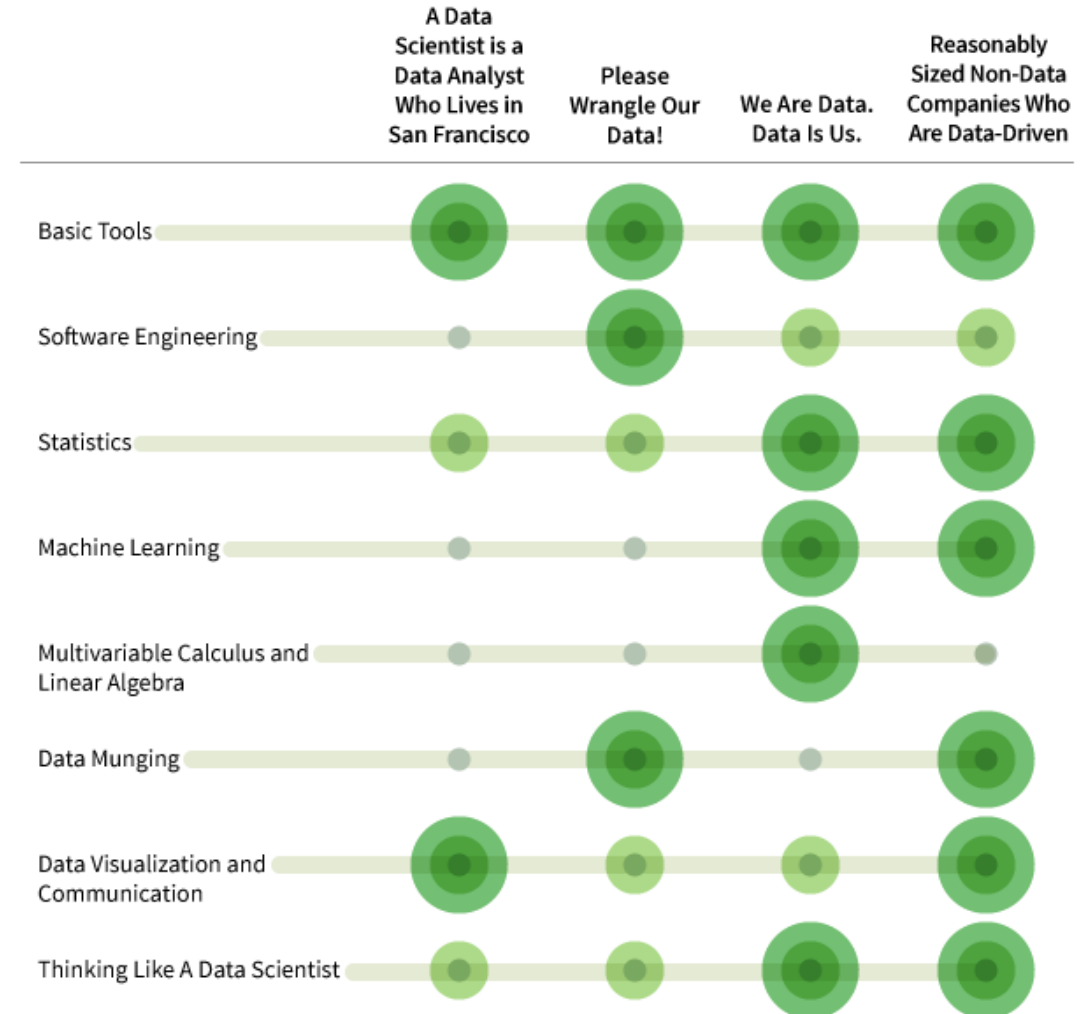 A Data
Scientist is a
Data Analyst
Who Lives in
San Francisco
Please
Wrangle Our
Data!
We Are Data.
Data Is Us.
Reasonably
Sized Non-Data
Companies Who
Are Data-Driven
Basic Tools
Software Engineering
Statistics
Machine Learning
Multivariable Calculus and
Linear Algebra
Data Munging
Data Visualization and
Communication
Thinking Like A Data Scientist